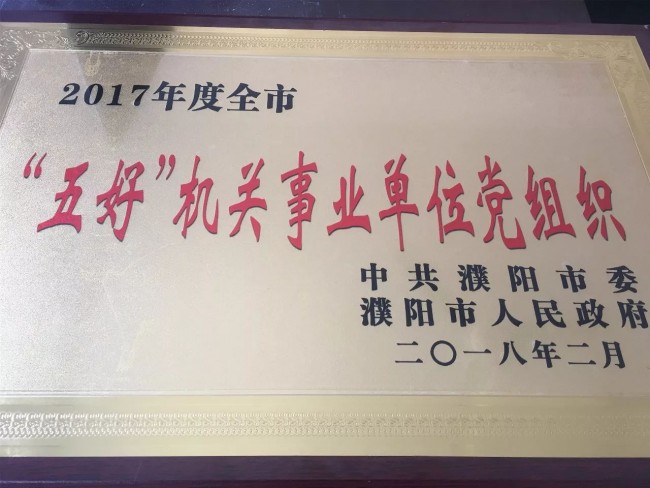 2017年度全市
“五好”机关事业单位党组织
中共濮阳市委
濮阳市人民政府
二〇一八年二月